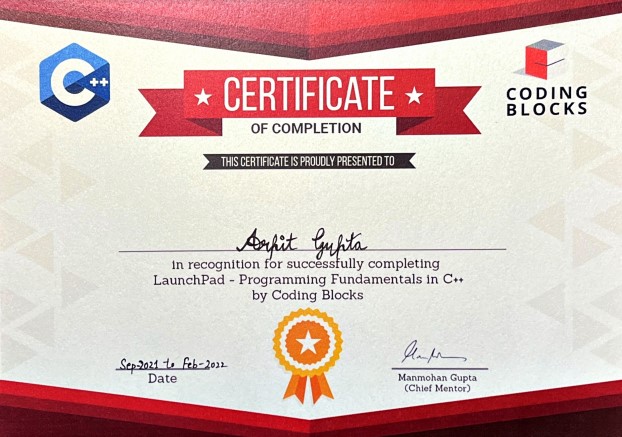 C++
CODING
BLOCKS
CERTIFICATE
OF COMPLETION
THIS CERTIFICATE IS PROUDLY PRESENTED TO
Arpit Gupta
in recognition for successfully completing
LaunchPad - Programming Fundamentals in C++
by Coding Blocks
Sep-2021 to Feb-2022
Date
Manmohan Gupta
(Chief Mentor)